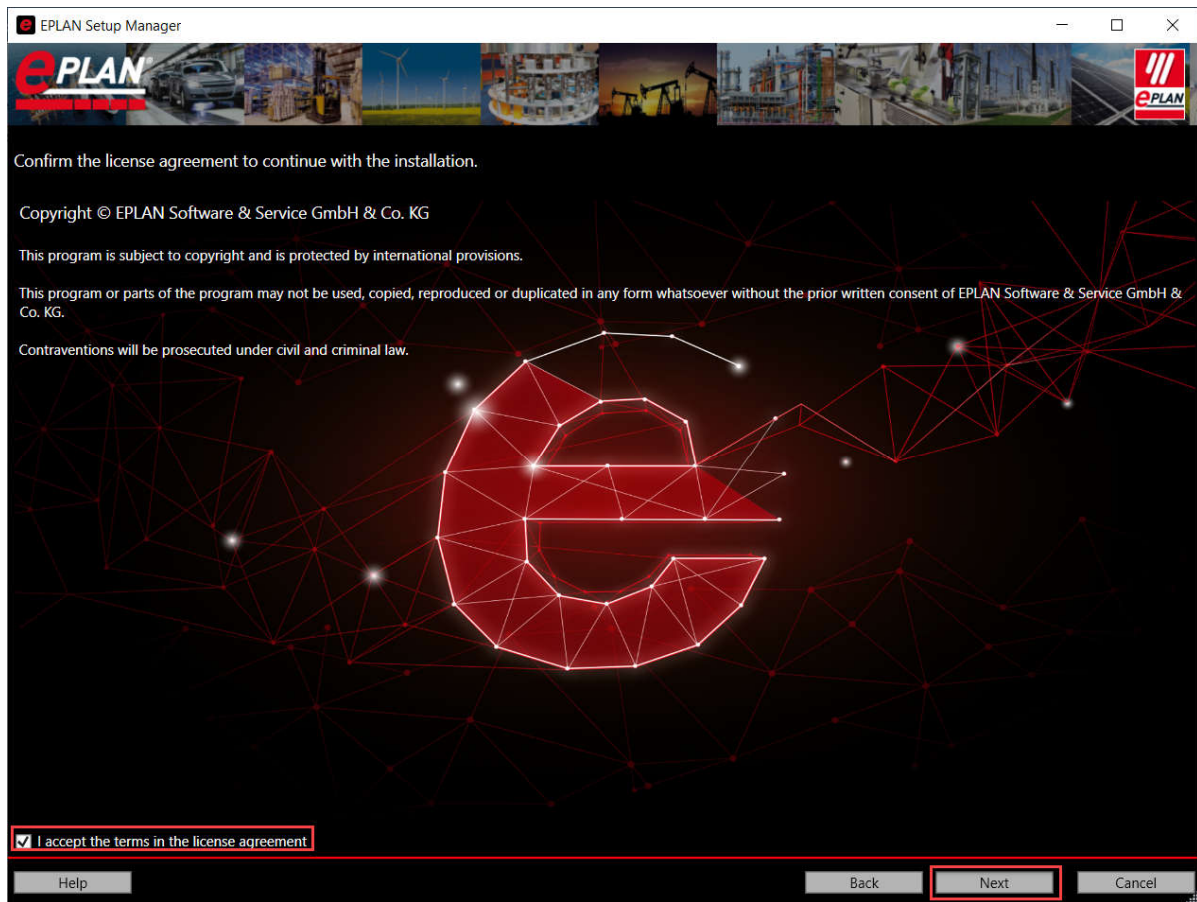 EPLAN Setup Manager
ePLAN
ePLAN
Confirm the license agreement to continue with the installation.
Copyright © EPLAN Software & Service GmbH & Co. KG
This program is subject to copyright and is protected by international provisions.
This program or parts of the program may not be used, copied, reproduced or duplicated in any form whatsoever without the prior written consent of EPLAN Software & Service GmbH &
Co. KG.
Contraventions will be prosecuted under civil and criminal law.
I accept the terms in the license agreement
Help
Back
Next
Cancel